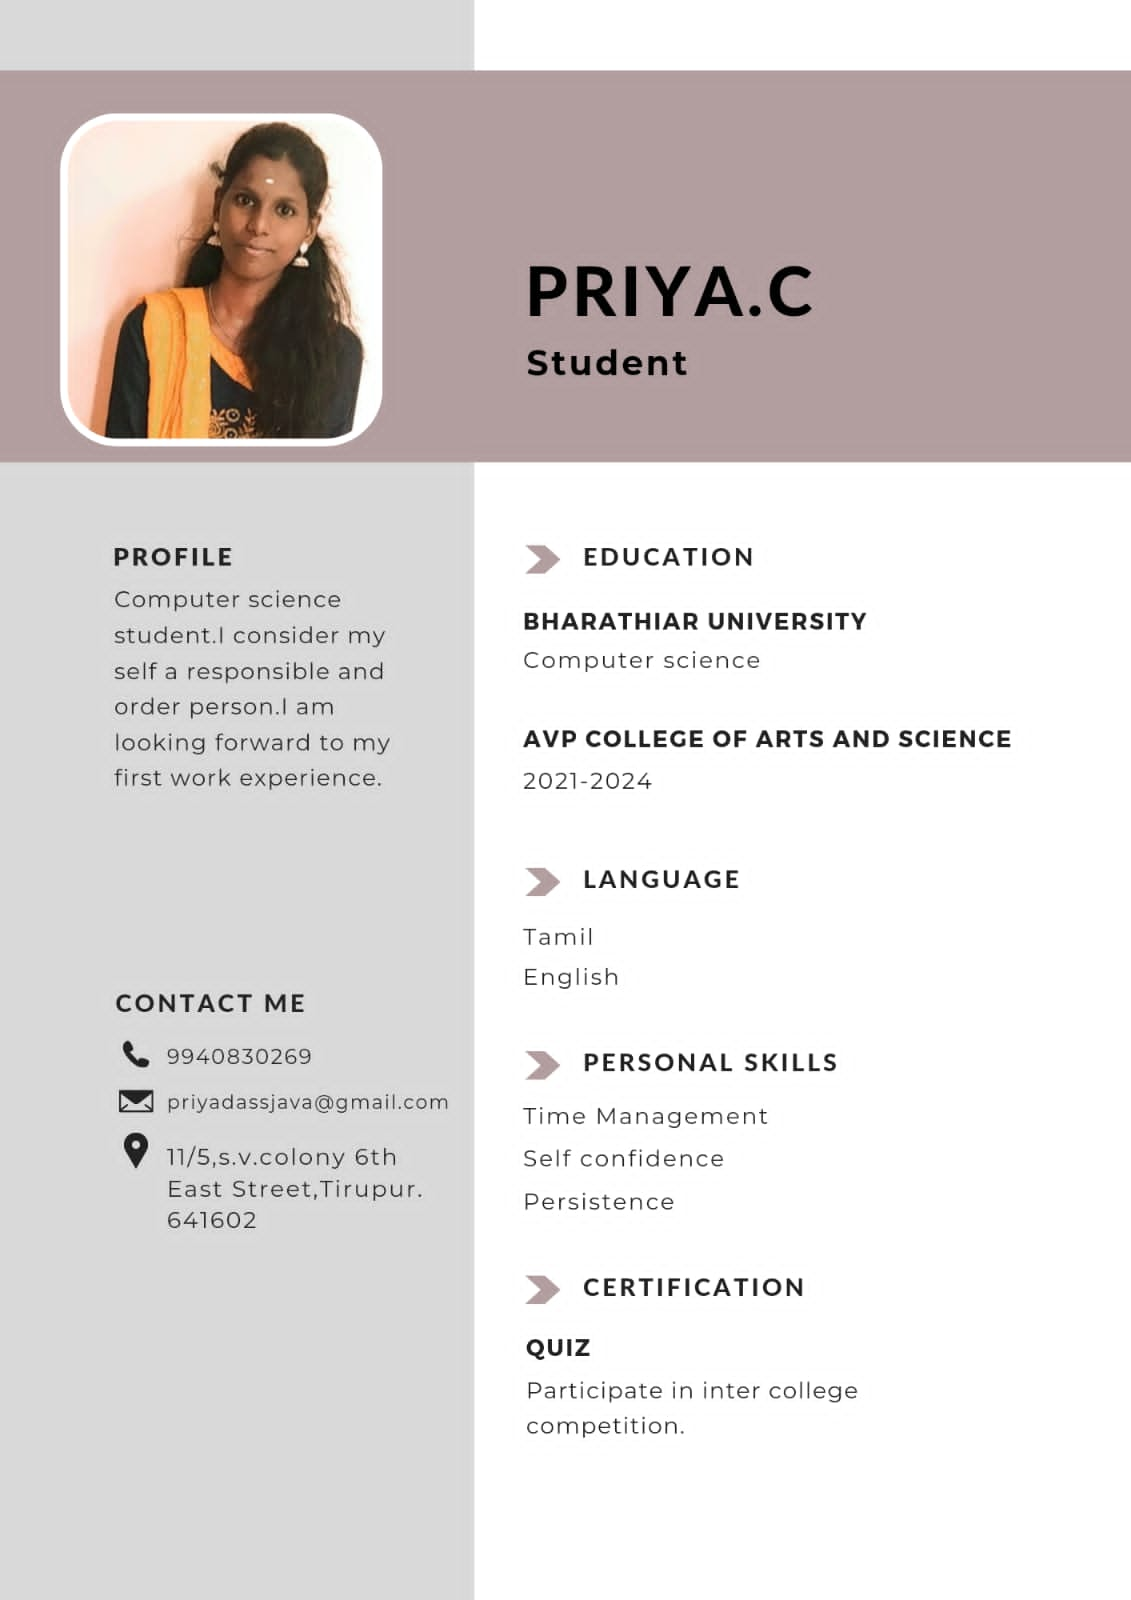 PRIYA.C
Student
PROFILE
Computer science
student.I consider my
self a responsible and
order person.I am
looking forward to my
first work experience.
CONTACT ME
9940830269
priyadassjava@gmail.com
11/5,s.v.colony 6th
East Street,Tirupur.
641602
EDUCATION
BHARATHIAR UNIVERSITY
Computer science
AVP COLLEGE OF ARTS AND SCIENCE
2021-2024
LANGUAGE
Tamil
English
PERSONAL SKILLS
Time Management
Self confidence
Persistence
CERTIFICATION
QUIZ
Participate in inter college
competition.